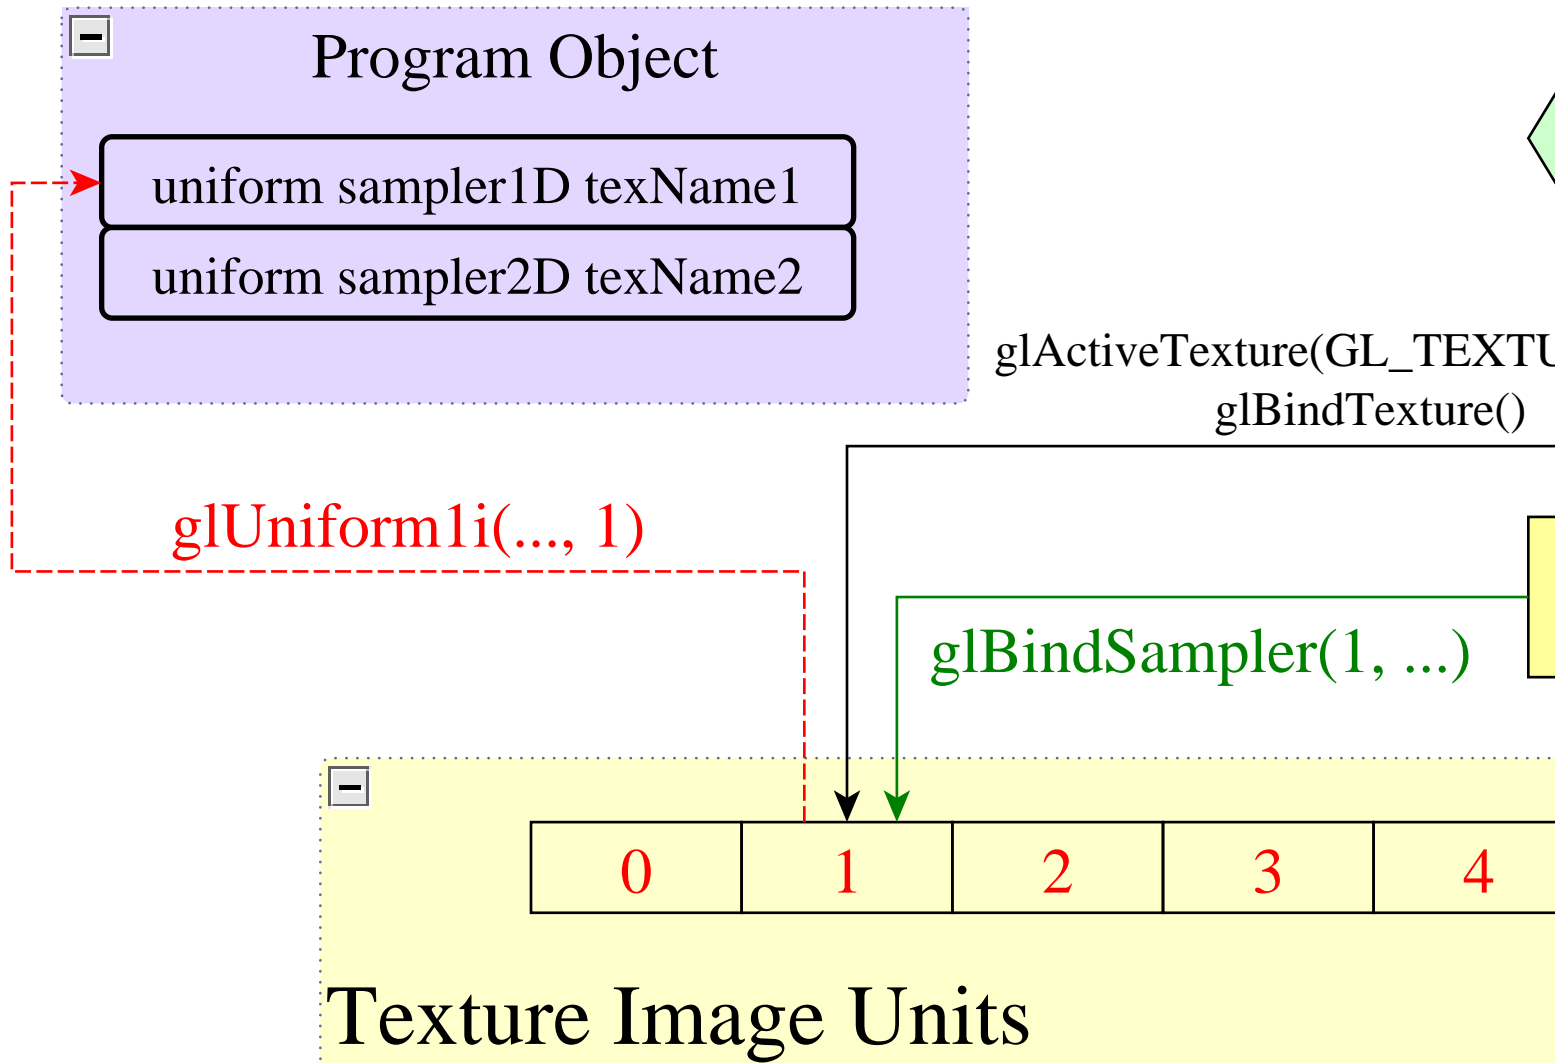 Program Object
uniform sampler1D texName1
uniform sampler2D texName2
glActiveTexture(GL_TEXTU
glBindTexture()
glUniform1i(..., 1)
glBindSampler(1, ...)
0 1 2 3 4
Texture Image Units